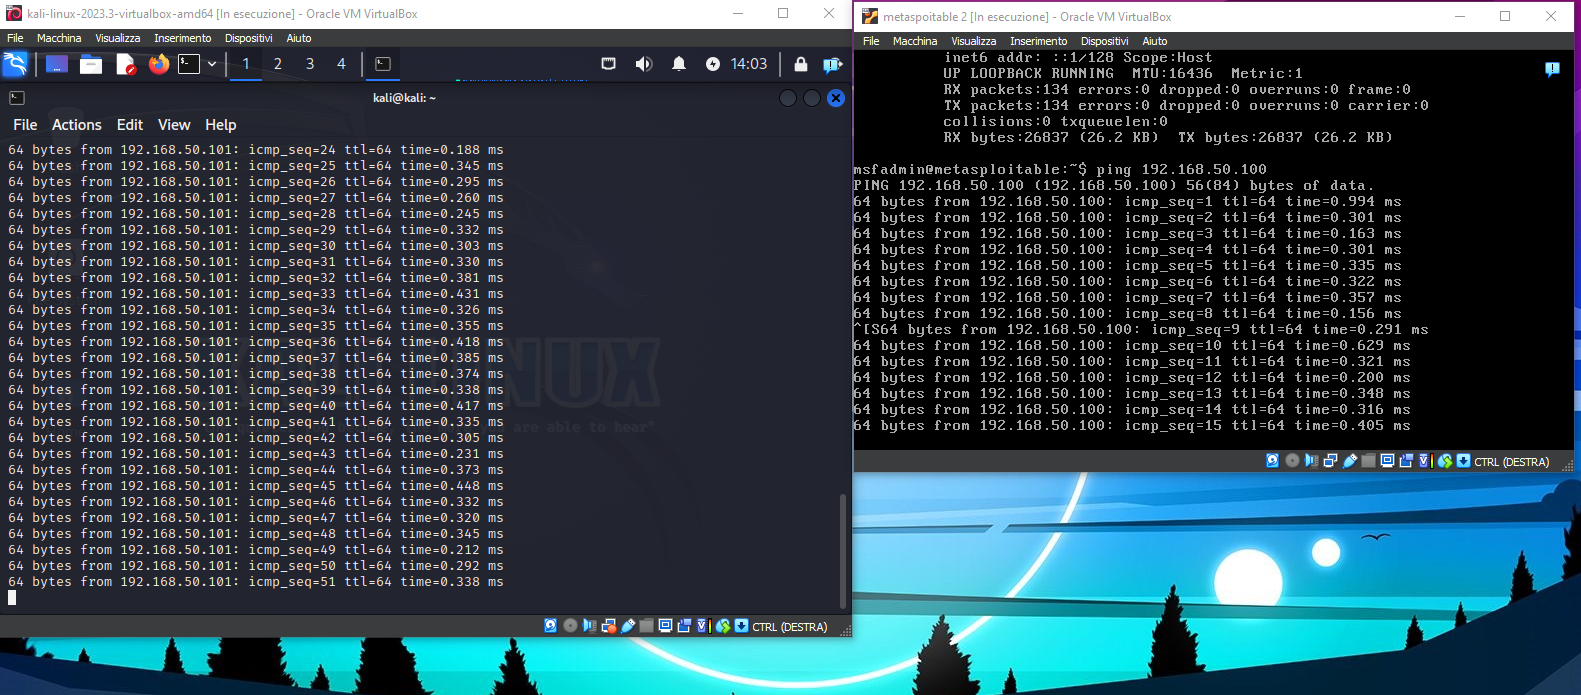 kali-linux-2023.3-virtualbox-amd64 [In esecuzione] - Oracle VM VirtualBox
File Macchina Visualizza Inserimento Dispositivi Aiuto
1 2 3 4 14:03
kali@kali: ~
File Actions Edit View Help
64 bytes from 192.168.50.101: icmp_seq=24 ttl=64 time=0.188 ms
64 bytes from 192.168.50.101: icmp_seq=25 ttl=64 time=0.345 ms
64 bytes from 192.168.50.101: icmp_seq=26 ttl=64 time=0.295 ms
64 bytes from 192.168.50.101: icmp_seq=27 ttl=64 time=0.260 ms
64 bytes from 192.168.50.101: icmp_seq=28 ttl=64 time=0.245 ms
64 bytes from 192.168.50.101: icmp_seq=29 ttl=64 time=0.332 ms
64 bytes from 192.168.50.101: icmp_seq=30 ttl=64 time=0.303 ms
64 bytes from 192.168.50.101: icmp_seq=31 ttl=64 time=0.330 ms
64 bytes from 192.168.50.101: icmp_seq=32 ttl=64 time=0.381 ms
64 bytes from 192.168.50.101: icmp_seq=33 ttl=64 time=0.431 ms
64 bytes from 192.168.50.101: icmp_seq=34 ttl=64 time=0.326 ms
64 bytes from 192.168.50.101: icmp_seq=35 ttl=64 time=0.355 ms
64 bytes from 192.168.50.101: icmp_seq=36 ttl=64 time=0.418 ms
64 bytes from 192.168.50.101: icmp_seq=37 ttl=64 time=0.385 ms
64 bytes from 192.168.50.101: icmp_seq=38 ttl=64 time=0.374 ms
64 bytes from 192.168.50.101: icmp_seq=39 ttl=64 time=0.338 ms
64 bytes from 192.168.50.101: icmp_seq=40 ttl=64 time=0.417 ms
64 bytes from 192.168.50.101: icmp_seq=41 ttl=64 time=0.335 ms
64 bytes from 192.168.50.101: icmp_seq=42 ttl=64 time=0.305 ms
64 bytes from 192.168.50.101: icmp_seq=43 ttl=64 time=0.231 ms
64 bytes from 192.168.50.101: icmp_seq=44 ttl=64 time=0.373 ms
64 bytes from 192.168.50.101: icmp_seq=45 ttl=64 time=0.448 ms
64 bytes from 192.168.50.101: icmp_seq=46 ttl=64 time=0.332 ms
64 bytes from 192.168.50.101: icmp_seq=47 ttl=64 time=0.320 ms
64 bytes from 192.168.50.101: icmp_seq=48 ttl=64 time=0.345 ms
64 bytes from 192.168.50.101: icmp_seq=49 ttl=64 time=0.212 ms
64 bytes from 192.168.50.101: icmp_seq=50 ttl=64 time=0.292 ms
64 bytes from 192.168.50.101: icmp_seq=51 ttl=64 time=0.338 ms
NUX
you are able to hear"
CTRL (DESTRA)
metaspoitable 2 [In esecuzione] - Oracle VM VirtualBox
File Macchina Visualizza Inserimento Dispositivi Aiuto
inet6 addr: ::1/128 Scope:Host
UP LOOPBACK RUNNING MTU:16436 Metric:1
RX packets:134 errors:0 dropped:0 overruns:0 frame:0
TX packets:134 errors:0 dropped:0 overruns:0 carrier:0
collisions:0 txqueuelen:0
RX bytes:26837 (26.2 KB) TX bytes:26837 (26.2 KB)
msfadmin@metasploitable:~$ ping 192.168.50.100
PING 192.168.50.100 (192.168.50.100) 56(84) bytes of data.
64 bytes from 192.168.50.100: icmp_seq=1 ttl=64 time=0.994 ms
64 bytes from 192.168.50.100: icmp_seq=2 ttl=64 time=0.301 ms
64 bytes from 192.168.50.100: icmp_seq=3 ttl=64 time=0.163 ms
64 bytes from 192.168.50.100: icmp_seq=4 ttl=64 time=0.301 ms
64 bytes from 192.168.50.100: icmp_seq=5 ttl=64 time=0.335 ms
64 bytes from 192.168.50.100: icmp_seq=6 ttl=64 time=0.322 ms
64 bytes from 192.168.50.100: icmp_seq=7 ttl=64 time=0.357 ms
64 bytes from 192.168.50.100: icmp_seq=8 ttl=64 time=0.156 ms
^[S64 bytes from 192.168.50.100: icmp_seq=9 ttl=64 time=0.291 ms
64 bytes from 192.168.50.100: icmp_seq=10 ttl=64 time=0.629 ms
64 bytes from 192.168.50.100: icmp_seq=11 ttl=64 time=0.321 ms
64 bytes from 192.168.50.100: icmp_seq=12 ttl=64 time=0.200 ms
64 bytes from 192.168.50.100: icmp_seq=13 ttl=64 time=0.348 ms
64 bytes from 192.168.50.100: icmp_seq=14 ttl=64 time=0.316 ms
64 bytes from 192.168.50.100: icmp_seq=15 ttl=64 time=0.405 ms
CTRL (DESTRA)